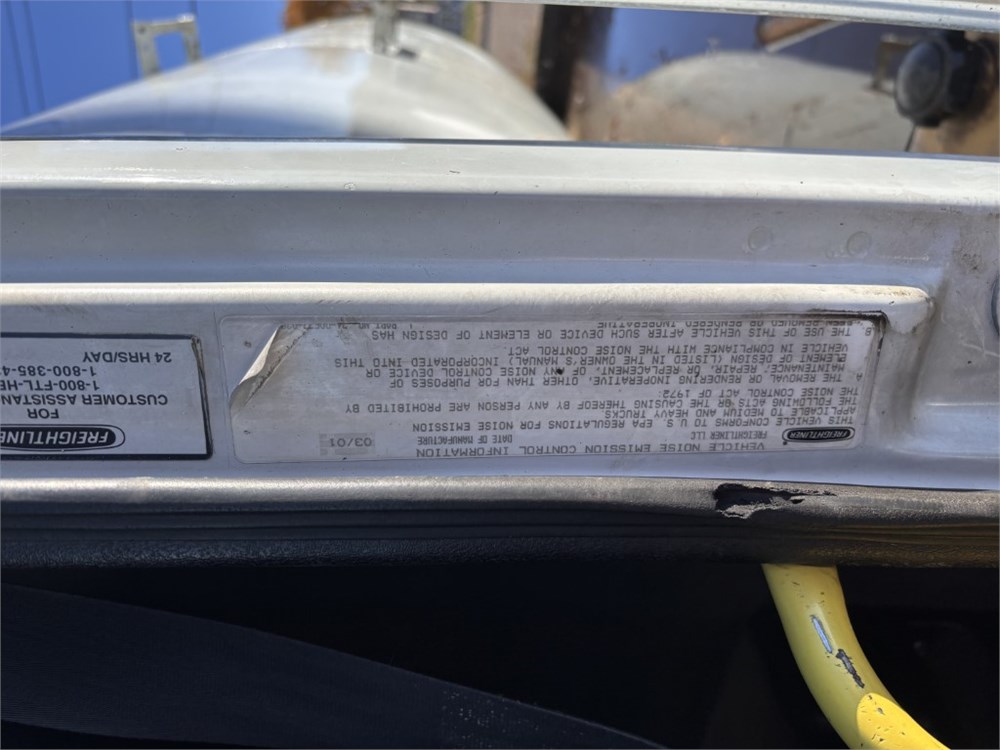 VEHICLE NOISE EMISSION CONTROL INFORMATION
FREIGHTLINER
FREIGHTLINER LLC
DATE OF MANUFACTURE
03/01
THIS VEHICLE CONFORMS TO U.S. EPA REGULATIONS FOR NOISE EMISSION
APPLICABLE TO MEDIUM AND HEAVY TRUCKS
THE FOLLOWING ACTS OR THE CAUSING THEREOF BY ANY PERSON ARE PROHIBITED BY
THE NOISE CONTROL ACT OF 1972:
A. THE REMOVAL OR RENDERING INOPERATIVE, OTHER THAN FOR PURPOSES OF
MAINTENANCE, REPAIR, OR REPLACEMENT, OF ANY NOISE CONTROL DEVICE OR
ELEMENT OF DESIGN (LISTED IN THE OWNER'S MANUAL) INCORPORATED INTO THIS
VEHICLE IN COMPLIANCE WITH THE NOISE CONTROL ACT
B. THE USE OF THIS VEHICLE AFTER SUCH DEVICE OR ELEMENT OF DESIGN HAS
BEEN REMOVED OR RENDERED INOPERATIVE
PART NO.
FREIGHTLINER
FOR
CUSTOMER ASSISTAN
1-800-FTL-HE
1-800-385-4
24 HRS/DAY